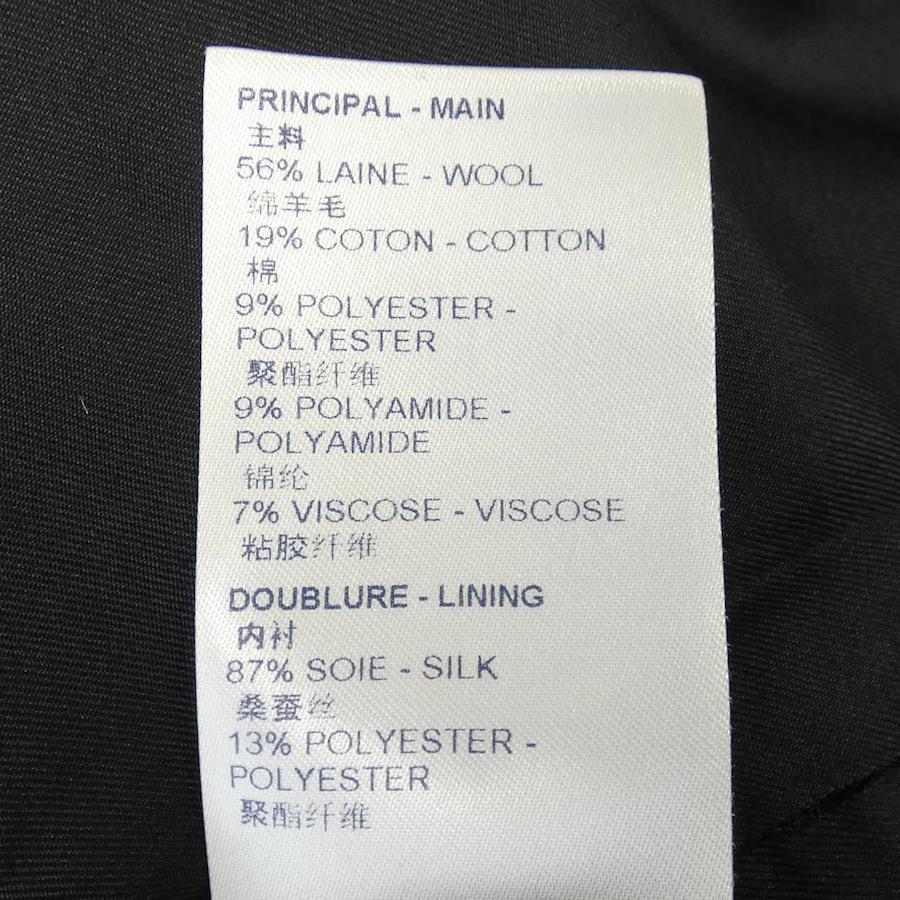 PRINCIPAL - MAIN
主料
56% LAINE - WOOL
绵羊毛
19% COTON - COTTON
棉
9% POLYESTER -
POLYESTER
聚酯纤维
9% POLYAMIDE -
POLYAMIDE
锦纶
7% VISCOSE - VISCOSE
粘胶纤维
DOUBLURE - LINING
内衬
87% SOIE - SILK
桑蚕丝
13% POLYESTER -
POLYESTER
聚酯纤维